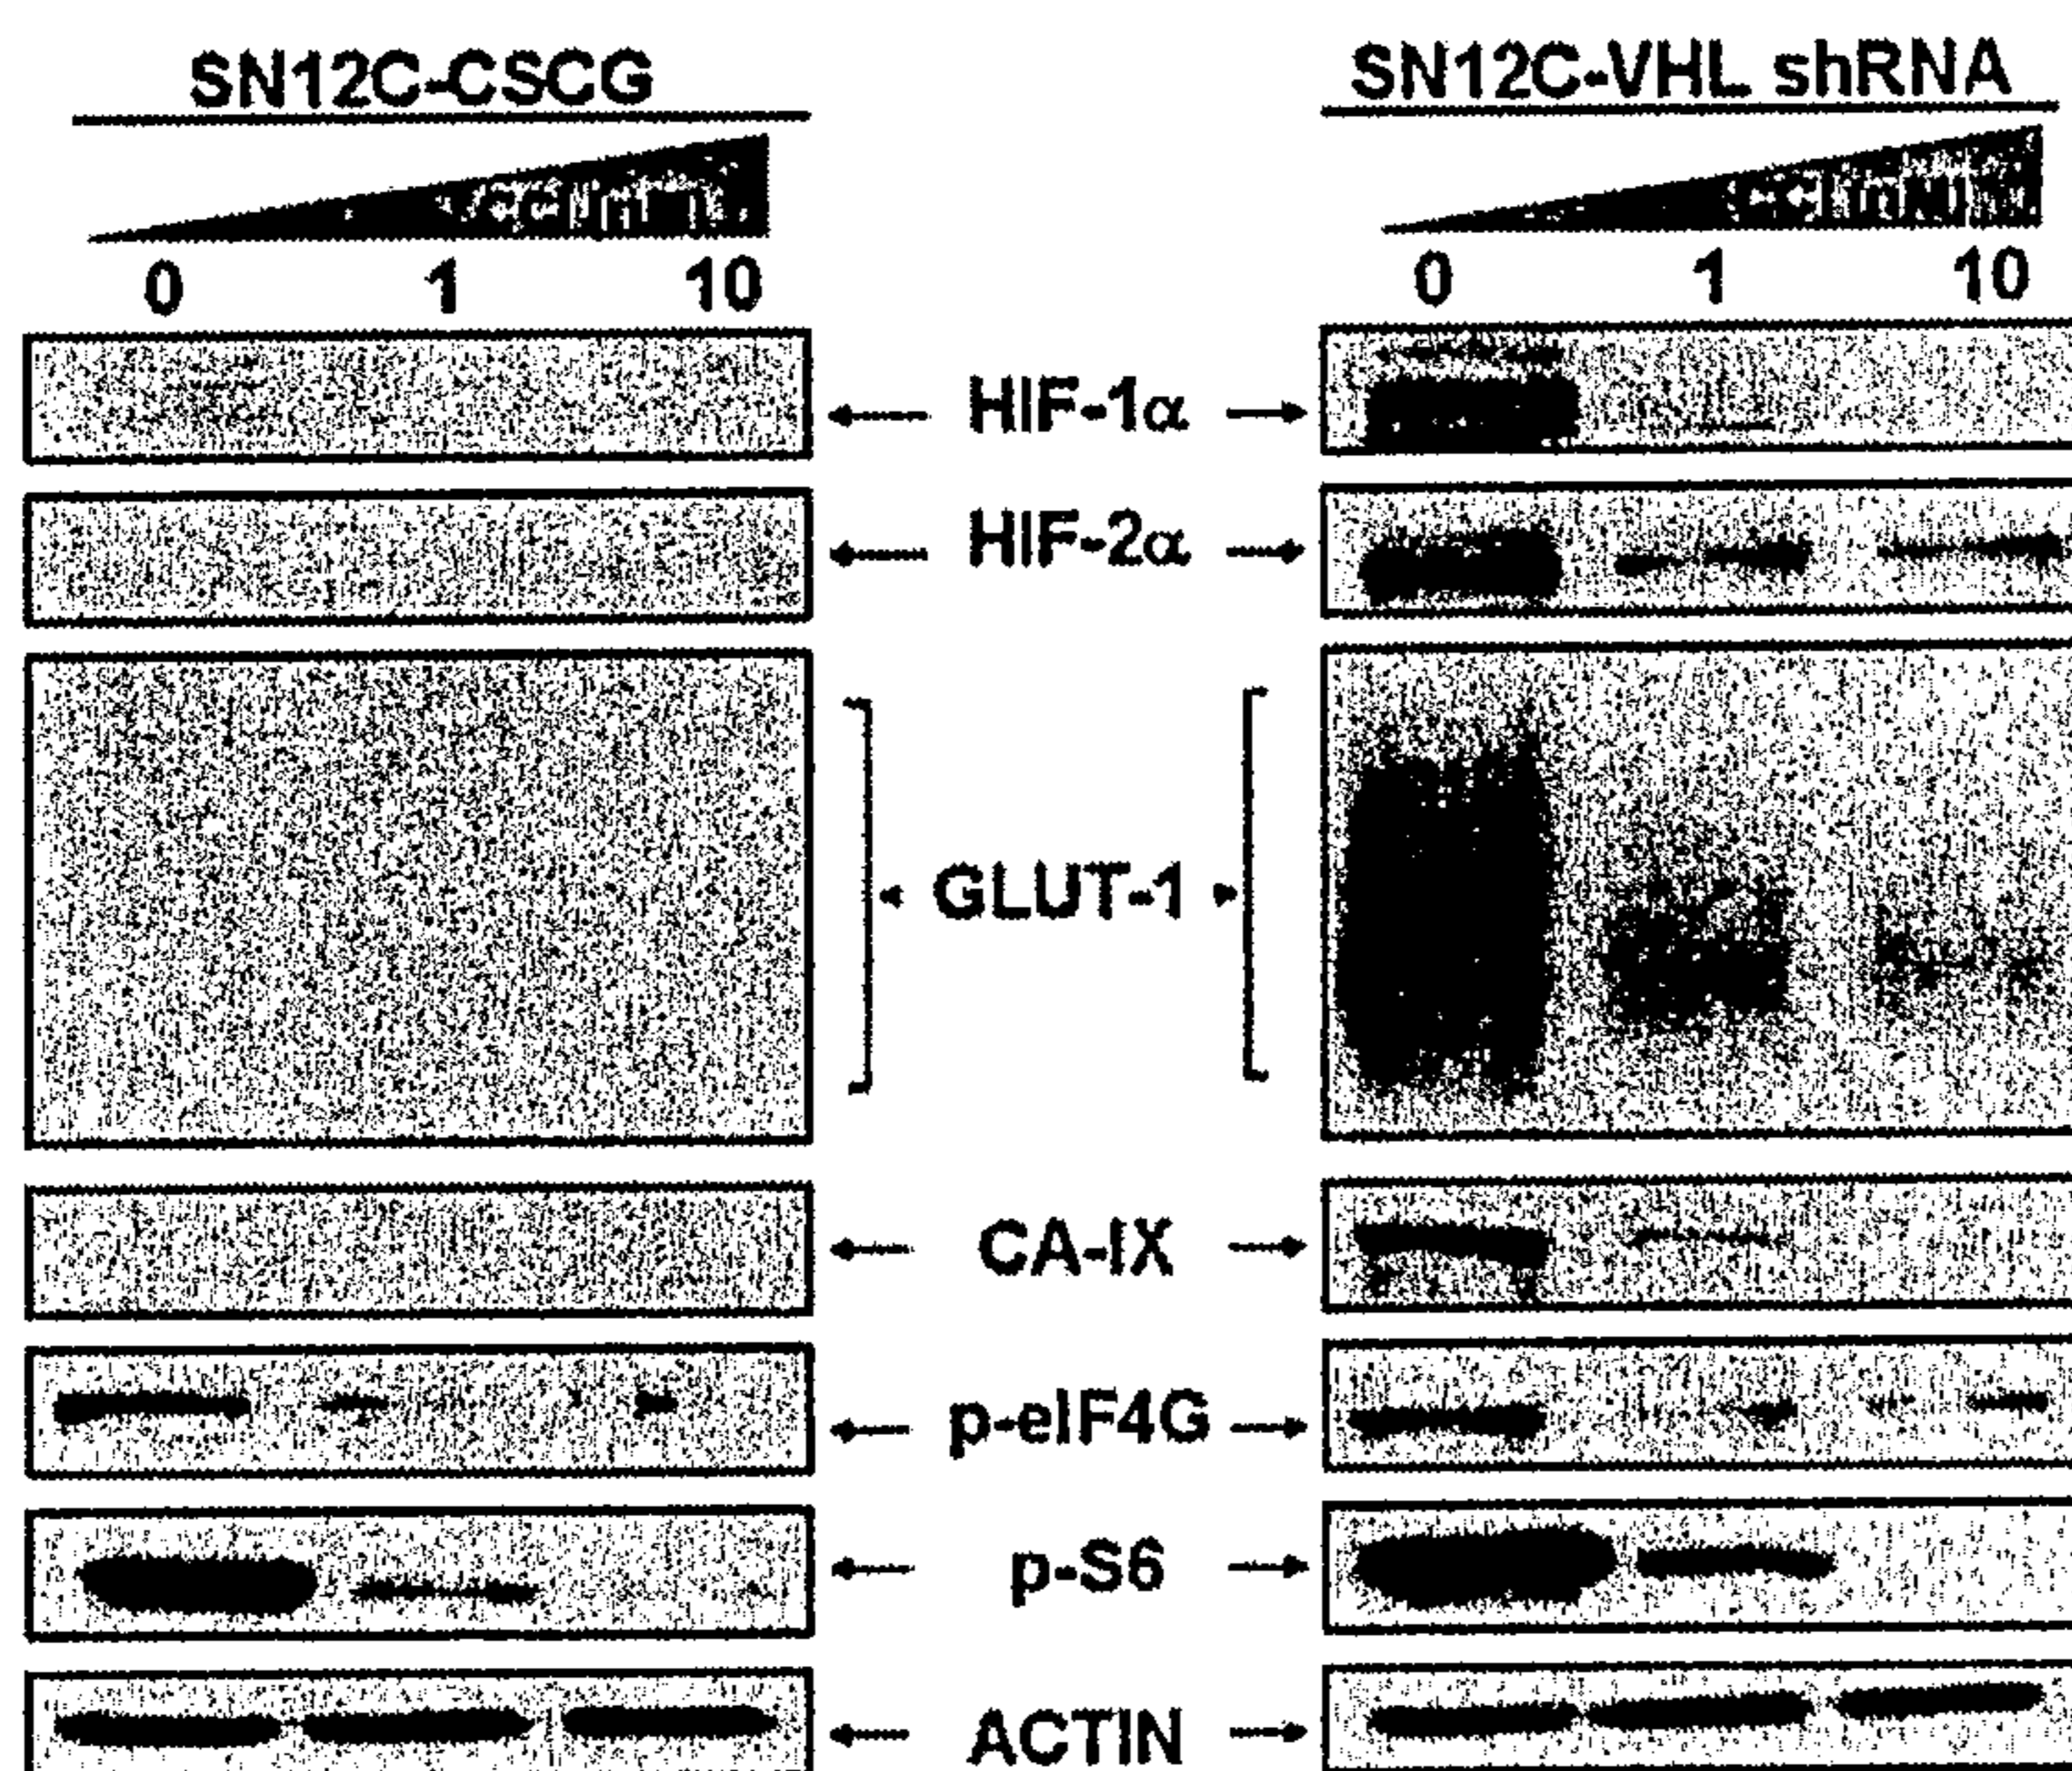 SN12C-CSCG SN12C-VHL shRNA
0 1 10 0 1 10
HIF-1α
HIF-2α
GLUT-1
CA-IX
p-eIF4G
p-S6
ACTIN